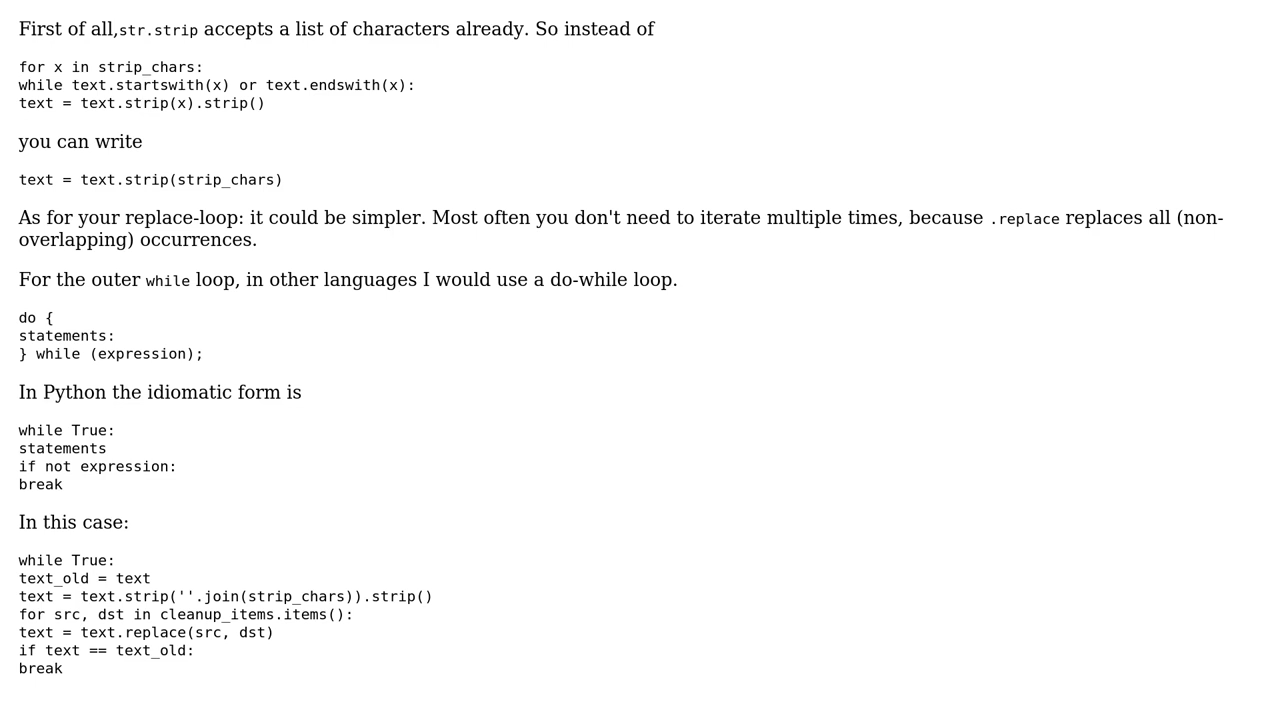 First of all,str.strip accepts a list of characters already. So instead of
for x in strip_chars:
while text.startswith(x) or text.endswith(x):
text = text.strip(x).strip()
you can write
text = text.strip(strip_chars)
As for your replace-loop: it could be simpler. Most often you don't need to iterate multiple times, because .replace replaces all (non-
overlapping) occurrences.
For the outer while loop, in other languages I would use a do-while loop.
do {
statements:
} while (expression);
In Python the idiomatic form is
while True:
statements
if not expression:
break
In this case:
while True:
text_old = text
text = text.strip(''.join(strip_chars)).strip()
for src, dst in cleanup_items.items():
text = text.replace(src, dst)
if text == text_old:
break